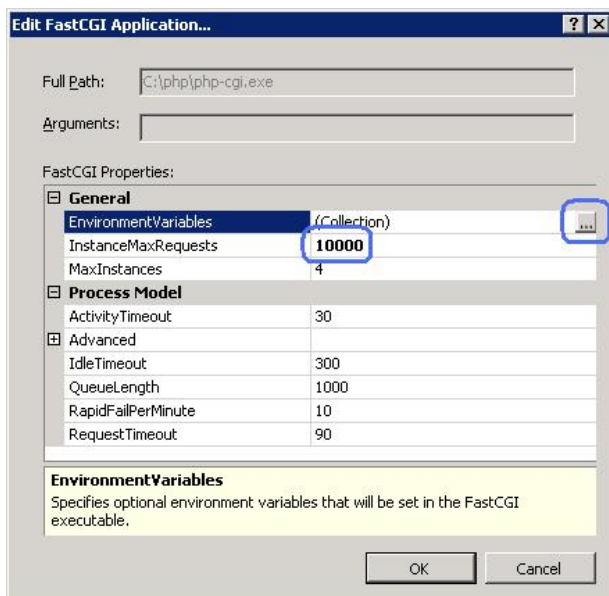 Edit FastCGI Application...
Full Path: C:\php\php-cgi.exe
Arguments:
FastCGI Properties:
General
EnvironmentVariables (Collection) ...
InstanceMaxRequests 10000
MaxInstances 4
Process Model
ActivityTimeout 30
Advanced
IdleTimeout 300
QueueLength 1000
RapidFailPerMinute 10
RequestTimeout 90
EnvironmentVariables
Specifies optional environment variables that will be set in the FastCGI
executable.
OK Cancel